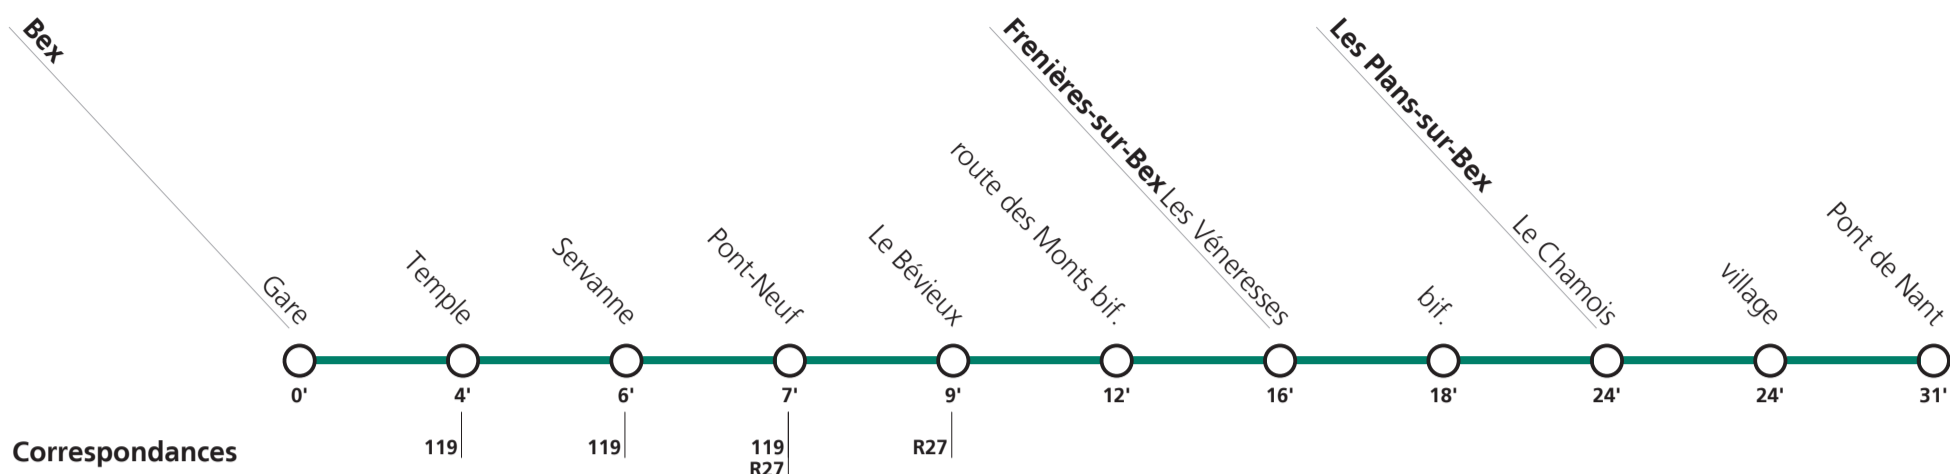 Bex
Gare
Temple
Servanne
Pont-Neuf
Le Bévieux
route des Monts bif.
Frenières-sur-Bex
Les Véneresses
bif.
Les Plans-sur-Bex
Le Chamois
village
Pont de Nant
0' 4' 6' 7' 9' 12' 16' 18' 24' 24' 31'
Correspondances 119 119 119 R27
R27